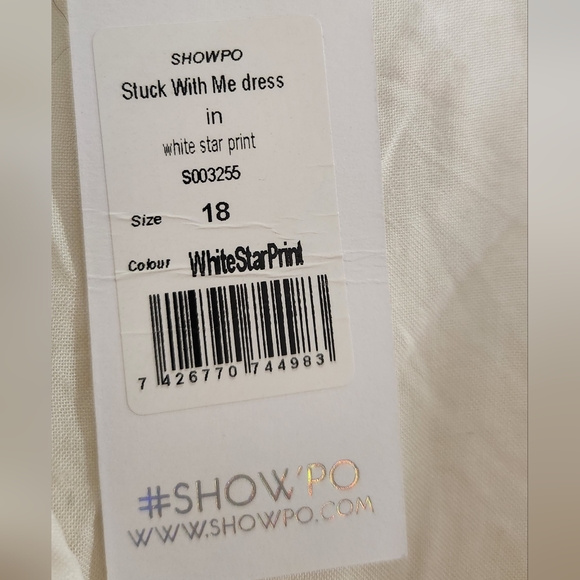 SHOWPO
Stuck With Me dress
in
white star print
S003255
Size 18
Colour WhiteStarPrint
7 426770 744983
#SHOW'PO
WWW.SHOWPO.COM